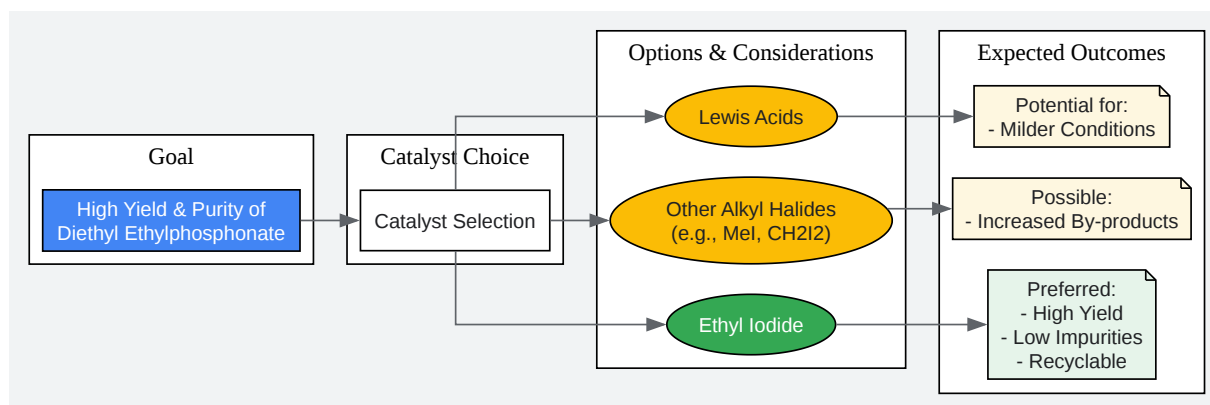 Goal
High Yield & Purity of
Diethyl Ethylphosphonate
Catalyst Choice
Catalyst Selection
Options & Considerations
Lewis Acids
Other Alkyl Halides
(e.g., MeI, CH2I2)
Ethyl Iodide
Expected Outcomes
Potential for:
- Milder Conditions
Possible:
- Increased By-products
Preferred:
- High Yield
- Low Impurities
- Recyclable